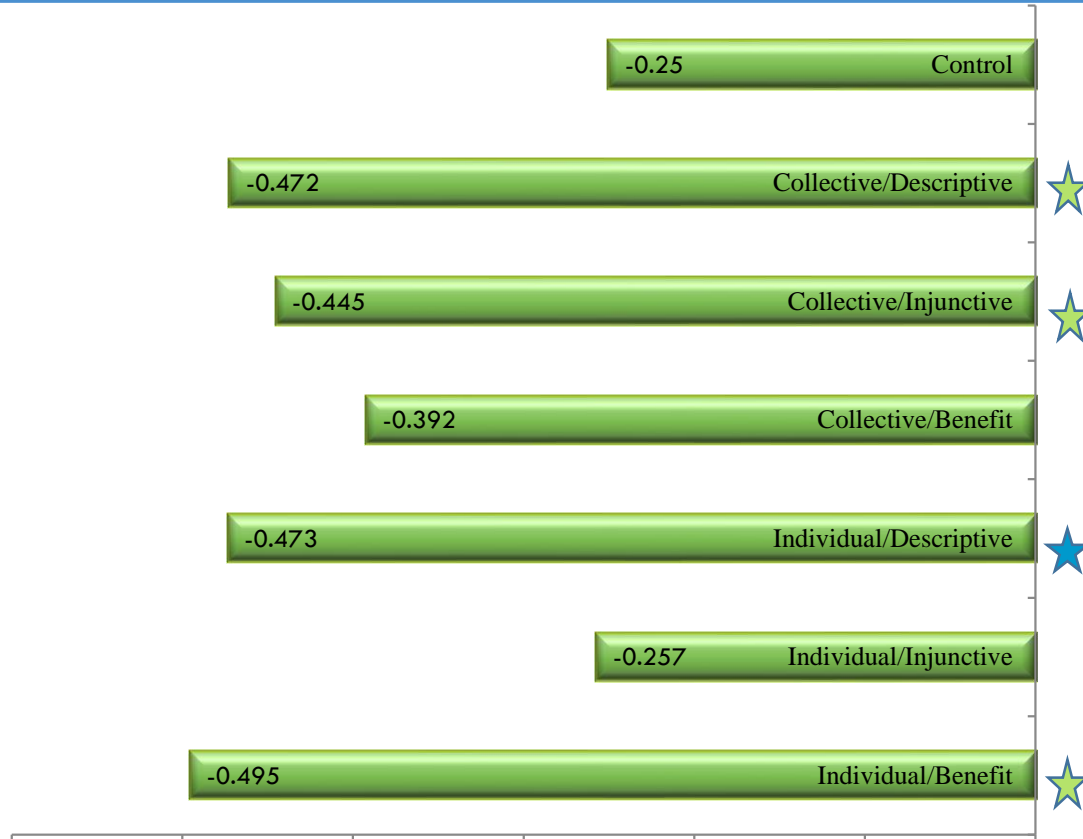 -0.25 Control
-0.472 Collective/Descriptive
-0.445 Collective/Injunctive
-0.392 Collective/Benefit
-0.473 Individual/Descriptive
-0.257 Individual/Injunctive
-0.495 Individual/Benefit